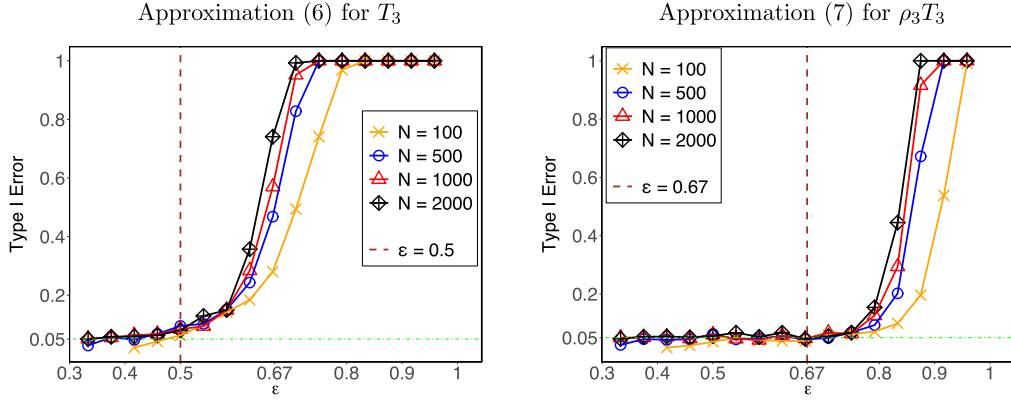 Approximation (6) for T₃
Type I Error
1
0.8
0.6
0.4
0.2
0.05
0.3
0.4
0.5
0.67
0.8
0.9
1
ε
N = 100
N = 500
N = 1000
N = 2000
ε = 0.5
Approximation (7) for ρ₃T₃
Type I Error
1
0.8
0.6
0.4
0.2
0.05
0.3
0.4
0.5
0.67
0.8
0.9
1
ε
N = 100
N = 500
N = 1000
N = 2000
ε = 0.67